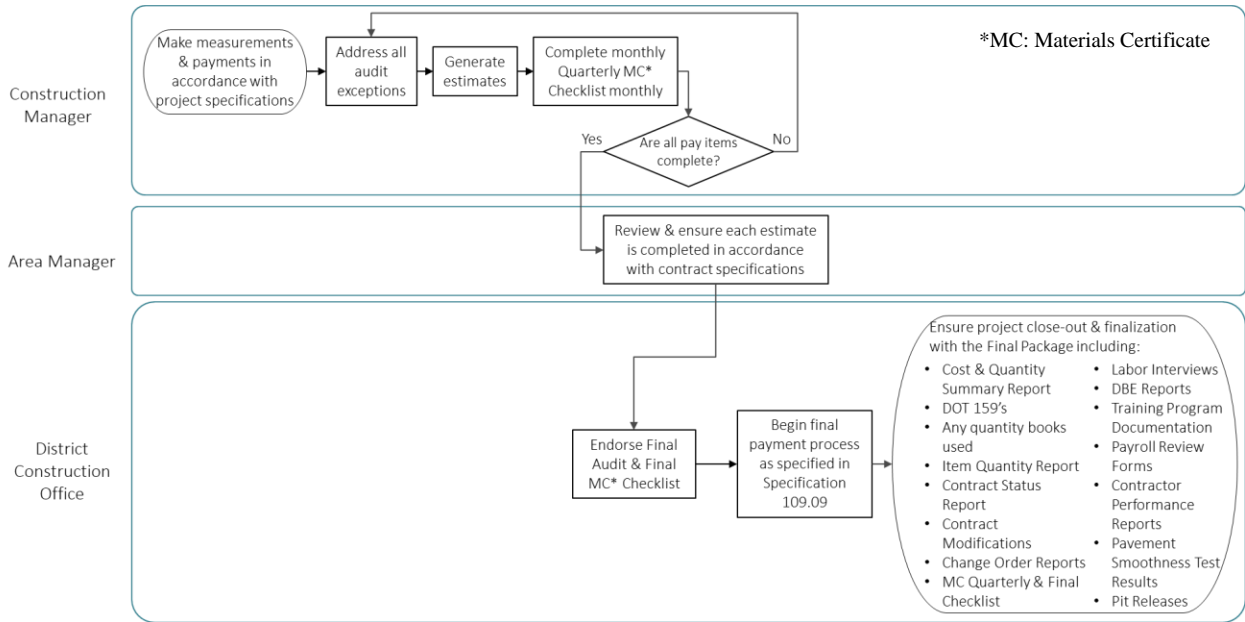 *MC: Materials Certificate
Construction
Manager
Make measurements
& payments in
accordance with
project specifications
Address all
audit
exceptions
Generate
estimates
Complete monthly
Quarterly MC*
Checklist monthly
Yes
Are all pay items
complete?
No
Area Manager
Review & ensure each estimate
is completed in accordance
with contract specifications
District
Construction
Office
Endorse Final
Audit & Final
MC* Checklist
Begin final
payment process
as specified in
Specification
109.09
Ensure project close-out & finalization
with the Final Package including:
• Cost & Quantity
Summary Report
• DOT 159's
• Any quantity books
used
• Item Quantity Report
• Contract Status
Report
• Contract
Modifications
• Change Order Reports
• MC Quarterly & Final
Checklist
• Labor Interviews
• DBE Reports
• Training Program
Documentation
• Payroll Review
Forms
• Contractor
Performance
Reports
• Pavement
Smoothness Test
Results
• Pit Releases